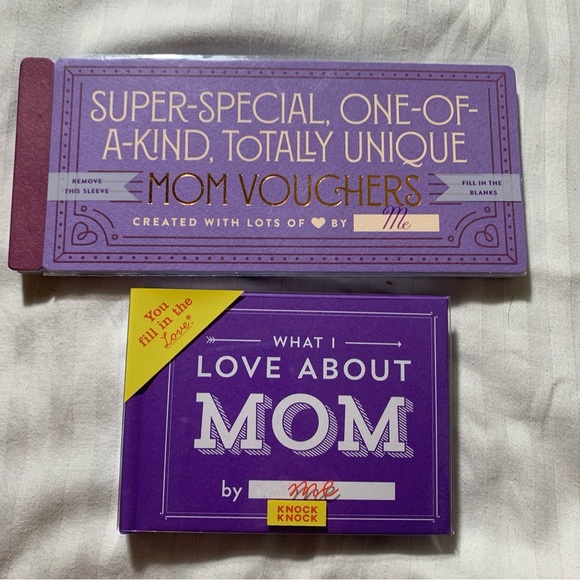 SUPER-SPECIAL, ONE-OF-
A-KIND, TOTALLY UNIQUE
REMOVE
THIS SLEEVE
MOM VOUCHERS
FILL IN THE
BLANKS
CREATED WITH LOTS OF ♥ BY Me
You
fill in the
Love.®
WHAT I
LOVE ABOUT
MOM
by me
KNOCK
KNOCK